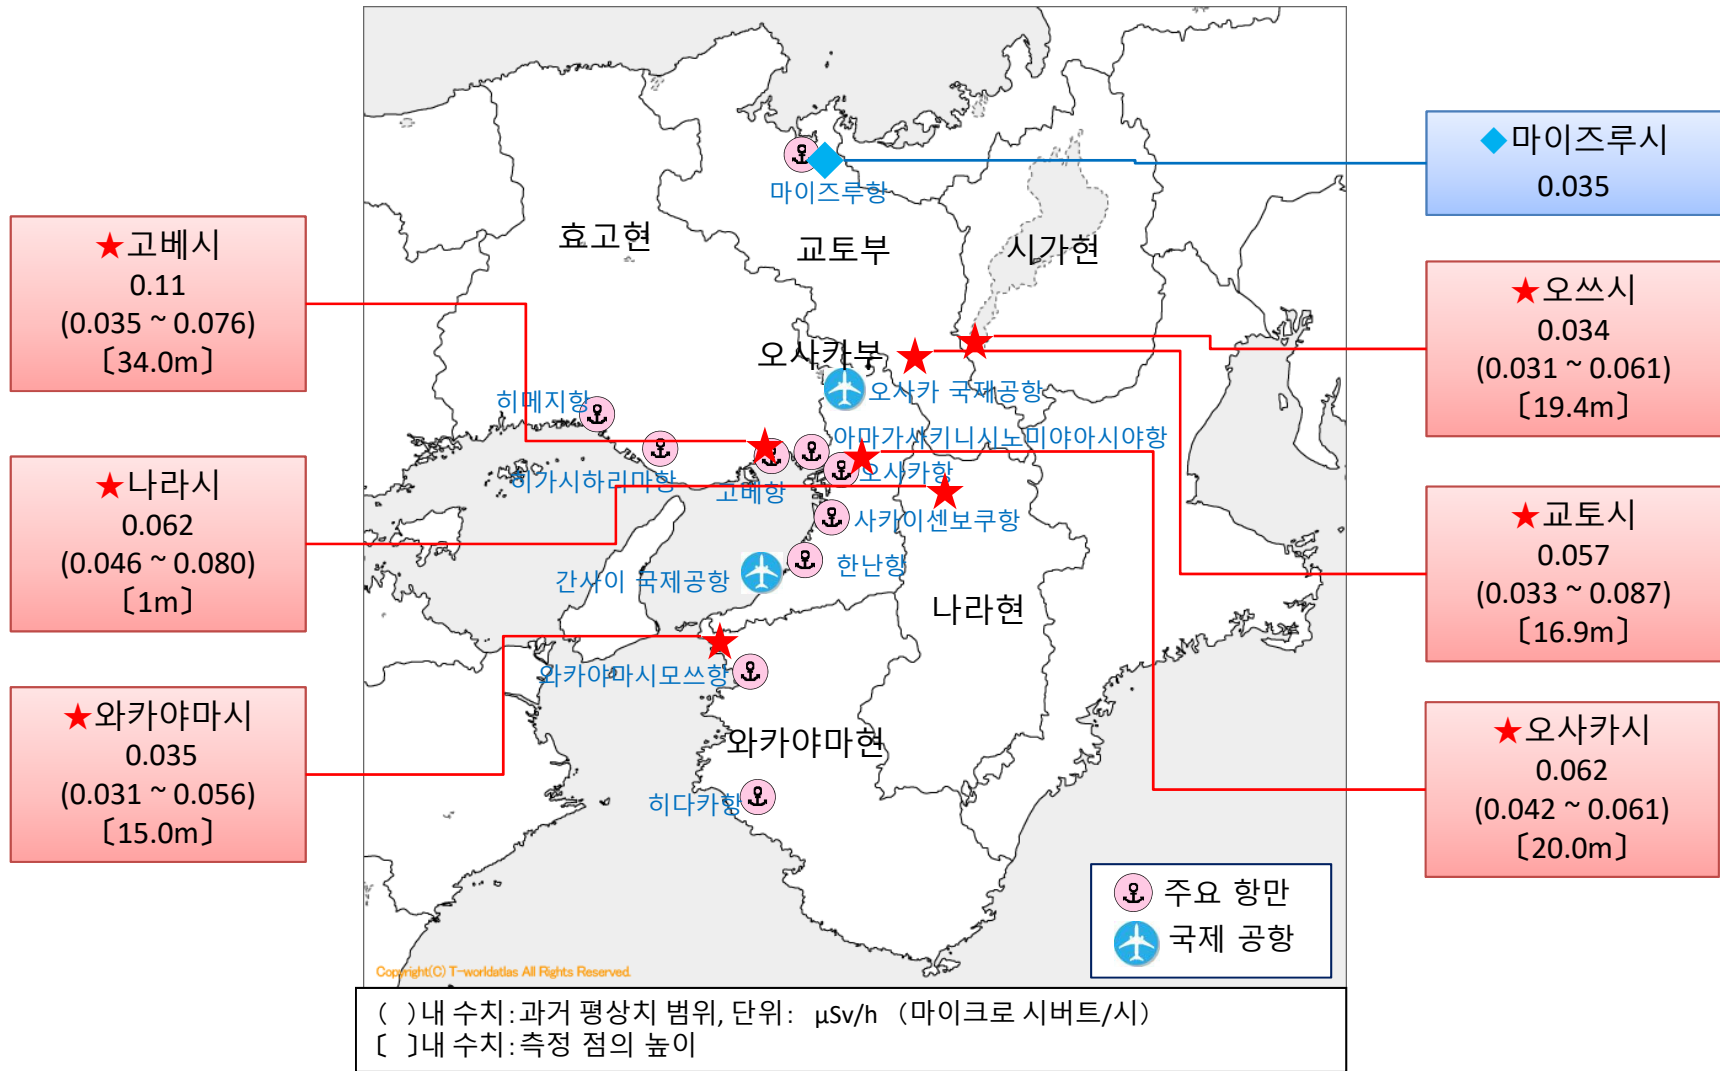 ◆마이즈루시
0.035
★고베시
0.11
(0.035 ~ 0.076)
〔34.0m〕
★나라시
0.062
(0.046 ~ 0.080)
〔1m〕
★와카야마시
0.035
(0.031 ~ 0.056)
〔15.0m〕
마이즈루항
효고현
교토부
시가현
오사카부
오사카 국제공항
히메지항
아마가사키니시노미야아시야항
히가시하리마항
고베항
오사카항
사카이센보쿠항
간사이 국제공항
한난항
나라현
와카야마시모쓰항
와카야마현
히다카항
★오쓰시
0.034
(0.031 ~ 0.061)
〔19.4m〕
★교토시
0.057
(0.033 ~ 0.087)
〔16.9m〕
★오사카시
0.062
(0.042 ~ 0.061)
〔20.0m〕
주요 항만
국제 공항
Copyright(C) T-worldatlas All Rights Reserved.
( )내 수치:과거 평상치 범위, 단위: μSv/h (마이크로 시버트/시)
〔 〕내 수치:측정 점의 높이